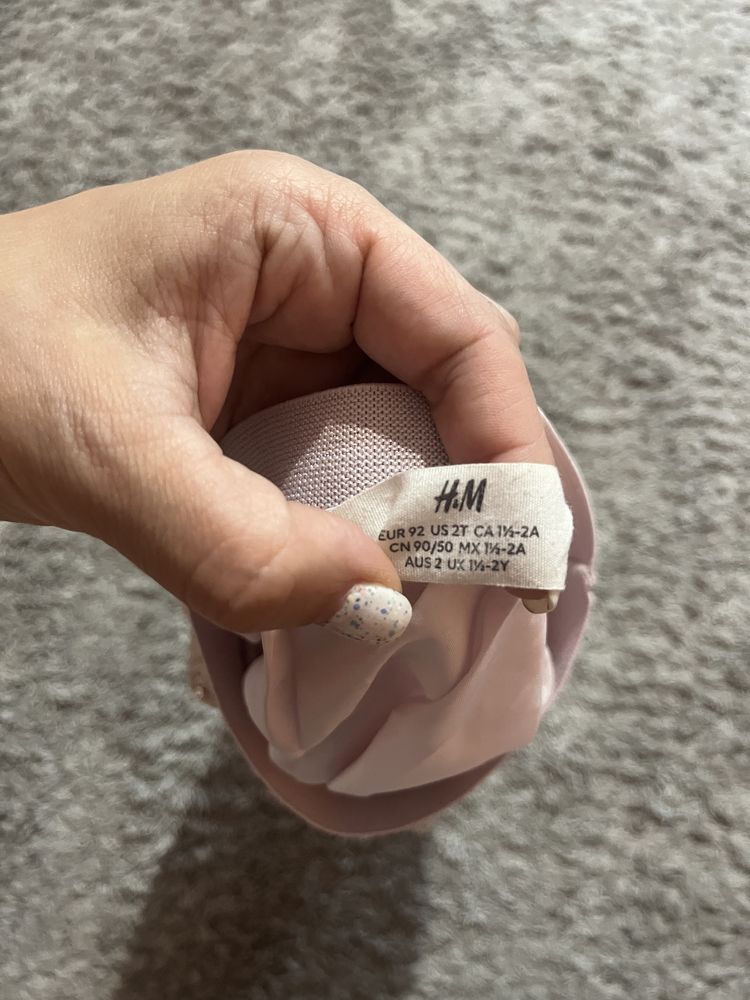 H&M
EUR 92 US 2T CA 1½-2A
CN 90/50 MX 1½-2A
AUS 2 UK 1½-2Y